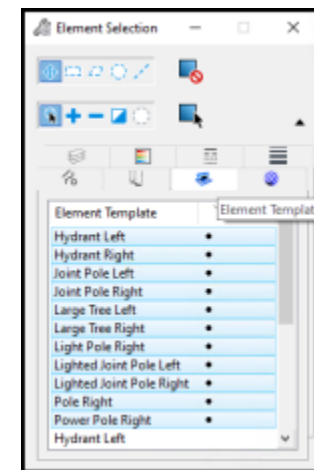 Element Selection
Element Template
Element Templat
Hydrant Left
Hydrant Right
Joint Pole Left
Joint Pole Right
Large Tree Left
Large Tree Right
Light Pole Right
Lighted Joint Pole Left
Lighted Joint Pole Right
Pole Right
Power Pole Right
Hydrant Left